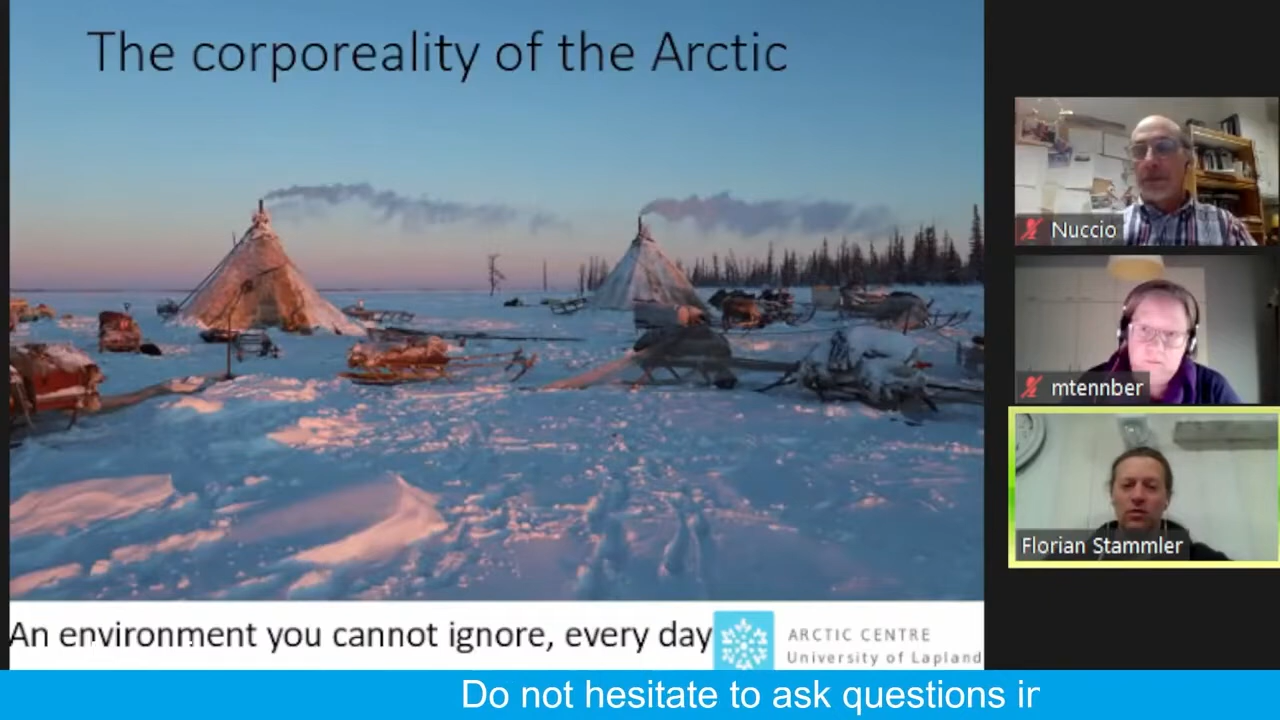 The corporeality of the Arctic
Nuccio
mtennber
Florian Stammler
An environment you cannot ignore, every day
ARCTIC CENTRE
University of Lapland
Do not hesitate to ask questions